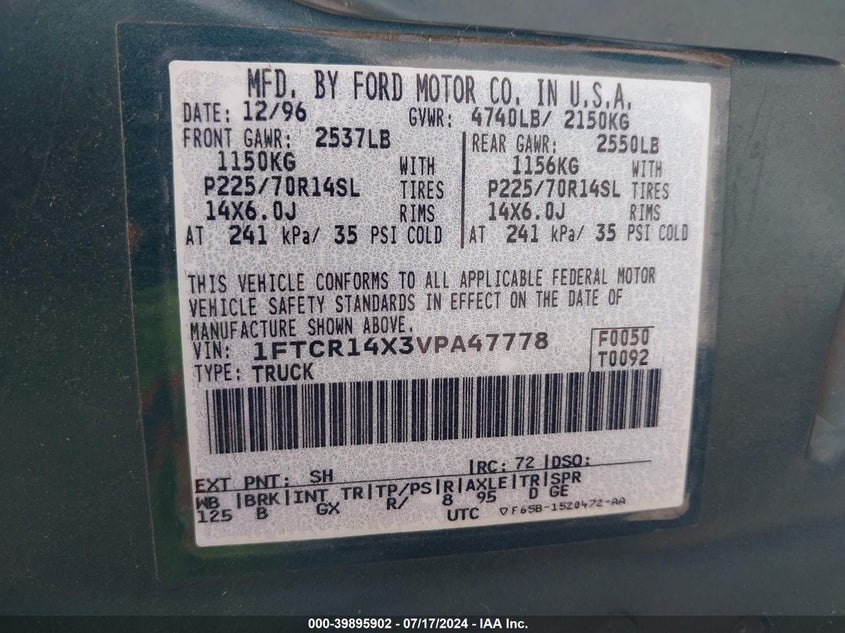 MFD. BY FORD MOTOR CO. IN U.S.A.
DATE: 12/96 GVWR: 4740LB/ 2150KG
FRONT GAWR: 2537LB REAR GAWR: 2550LB
1150KG WITH 1156KG WITH
P225/70R14SL TIRES P225/70R14SL TIRES
14X6.0J RIMS 14X6.0J RIMS
AT 241 kPa/ 35 PSI COLD AT 241 kPa/ 35 PSI COLD
THIS VEHICLE CONFORMS TO ALL APPLICABLE FEDERAL MOTOR
VEHICLE SAFETY STANDARDS IN EFFECT ON THE DATE OF
MANUFACTURE SHOWN ABOVE.
VIN: 1FTCR14X3VPA47778 F0050
TYPE: TRUCK T0092
EXT PNT: SH RC: 72 DSO:
WB BRK INT TR TP/PS R AXLE TR SPR
125 B GX R/ 8 95 D GE
UTC ▽F65B-1520472-AA
000-39895902 - 07/17/2024 - IAA Inc.